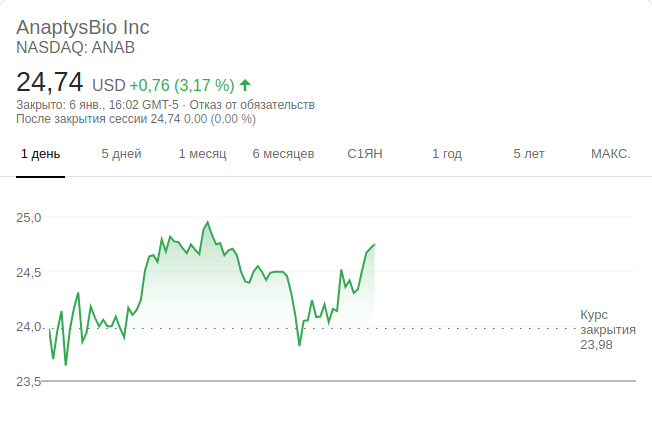 AnaptysBio Inc
NASDAQ: ANAB
24,74 USD +0,76 (3,17 %)
Закрыто: 6 янв., 16:02 GMT-5 · Отказ от обязательств
После закрытия сессии 24,74 0,00 (0,00 %)
1 день 5 дней 1 месяц 6 месяцев С1ЯН 1 год 5 лет МАКС.
25,0
24,5
24,0
Курс
закрытия
23,98
23,5